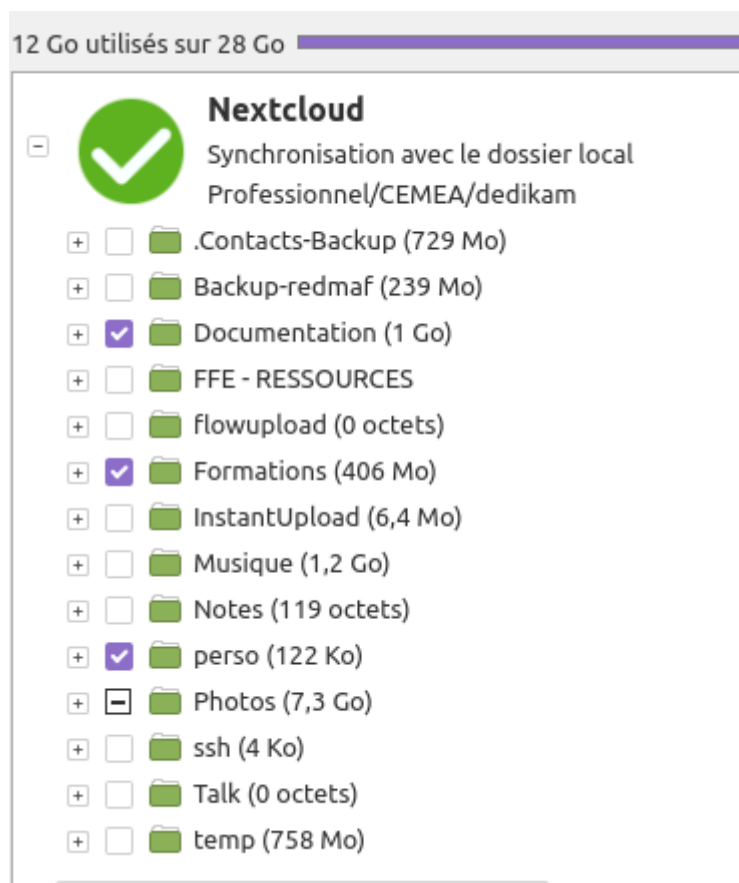 12 Go utilisés sur 28 Go
Nextcloud
Synchronisation avec le dossier local
Professionnel/CEMEA/dedikam
.Contacts-Backup (729 Mo)
Backup-redmaf (239 Mo)
Documentation (1 Go)
FFE - RESSOURCES
flowupload (0 octets)
Formations (406 Mo)
InstantUpload (6,4 Mo)
Musique (1,2 Go)
Notes (119 octets)
perso (122 Ko)
Photos (7,3 Go)
ssh (4 Ko)
Talk (0 octets)
temp (758 Mo)